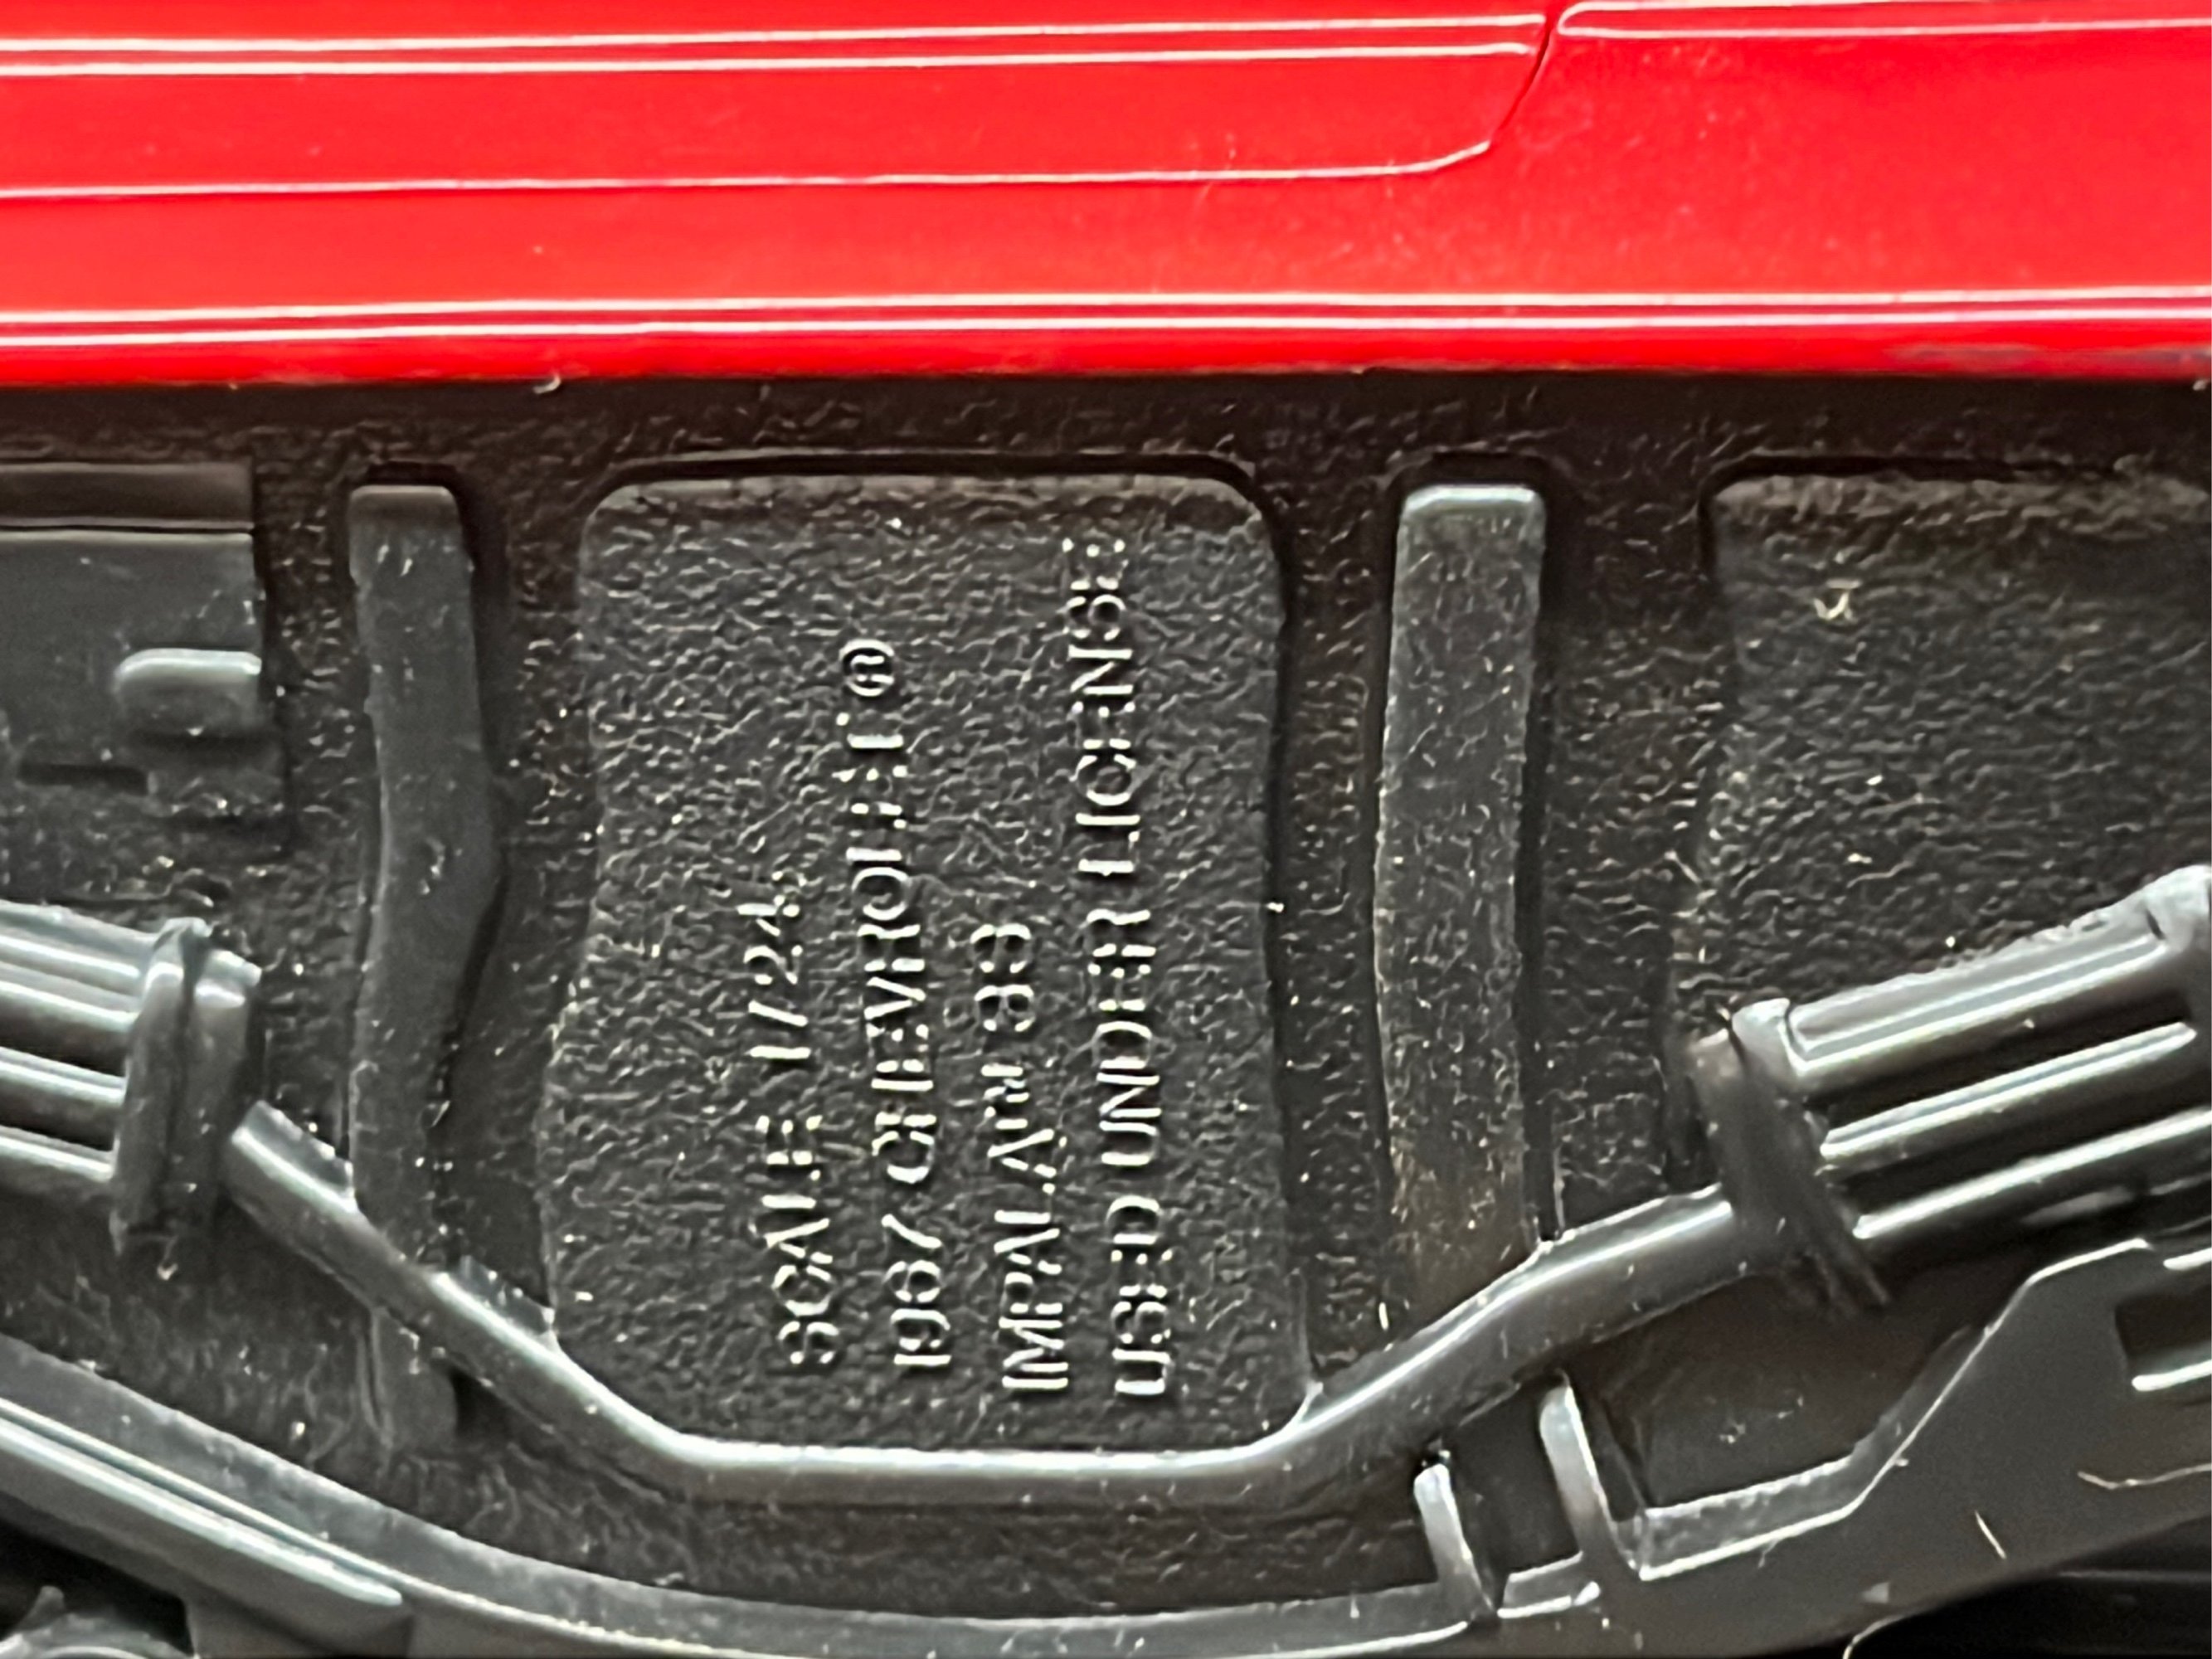 SCALE 1/24
1967 CHEVROLET®
IMPALA™ SS
USED UNDER LICENSE